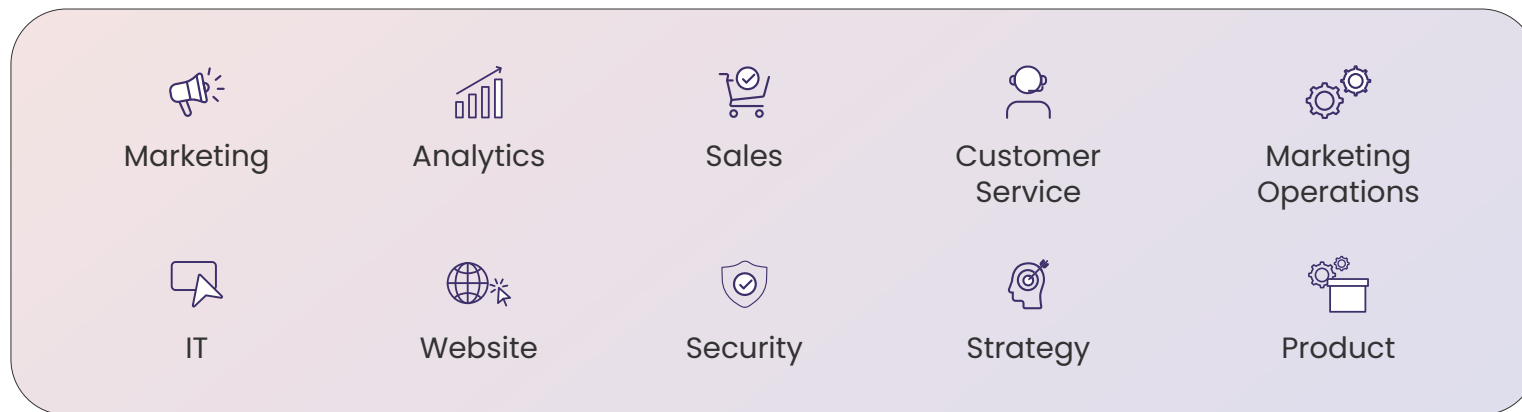 Marketing
Analytics
Sales
Customer
Service
Marketing
Operations
IT
Website
Security
Strategy
Product